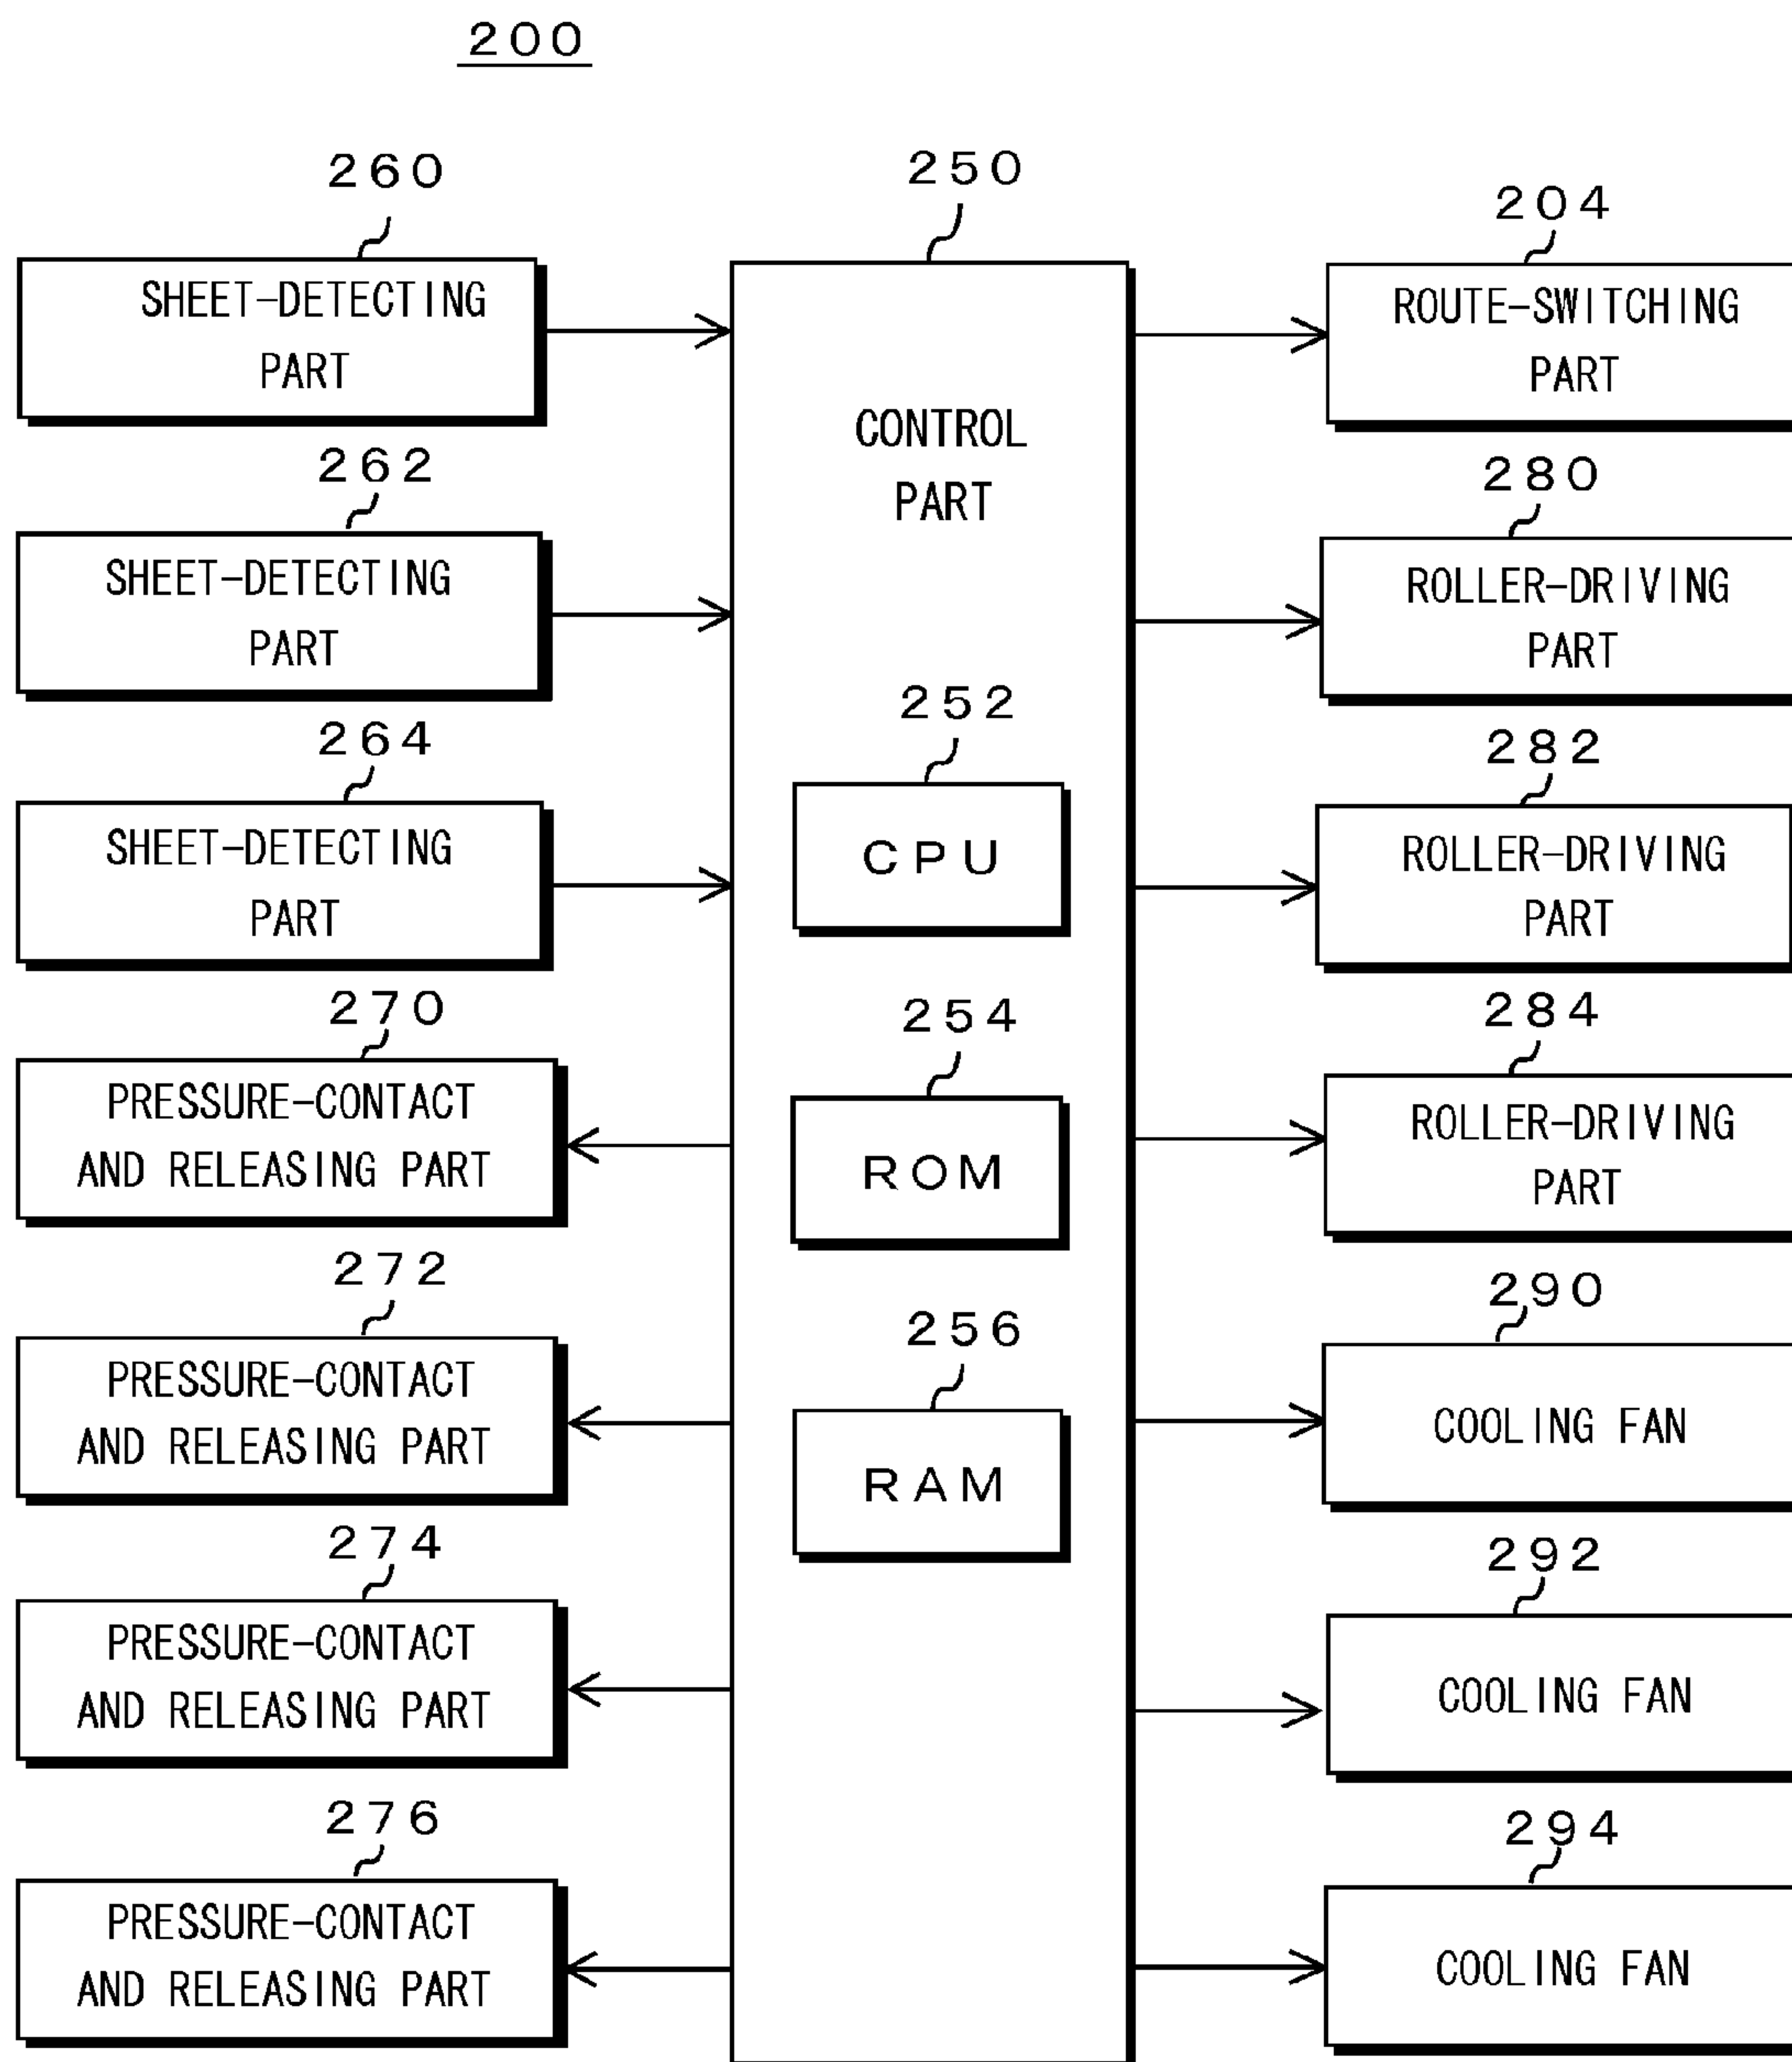 200
260
SHEET-DETECTING
PART
262
SHEET-DETECTING
PART
264
SHEET-DETECTING
PART
270
PRESSURE-CONTACT
AND RELEASING PART
272
PRESSURE-CONTACT
AND RELEASING PART
274
PRESSURE-CONTACT
AND RELEASING PART
276
PRESSURE-CONTACT
AND RELEASING PART
250
CONTROL
PART
252
CPU
254
ROM
256
RAM
204
ROUTE-SWITCHING
PART
280
ROLLER-DRIVING
PART
282
ROLLER-DRIVING
PART
284
ROLLER-DRIVING
PART
290
COOLING FAN
292
COOLING FAN
294
COOLING FAN